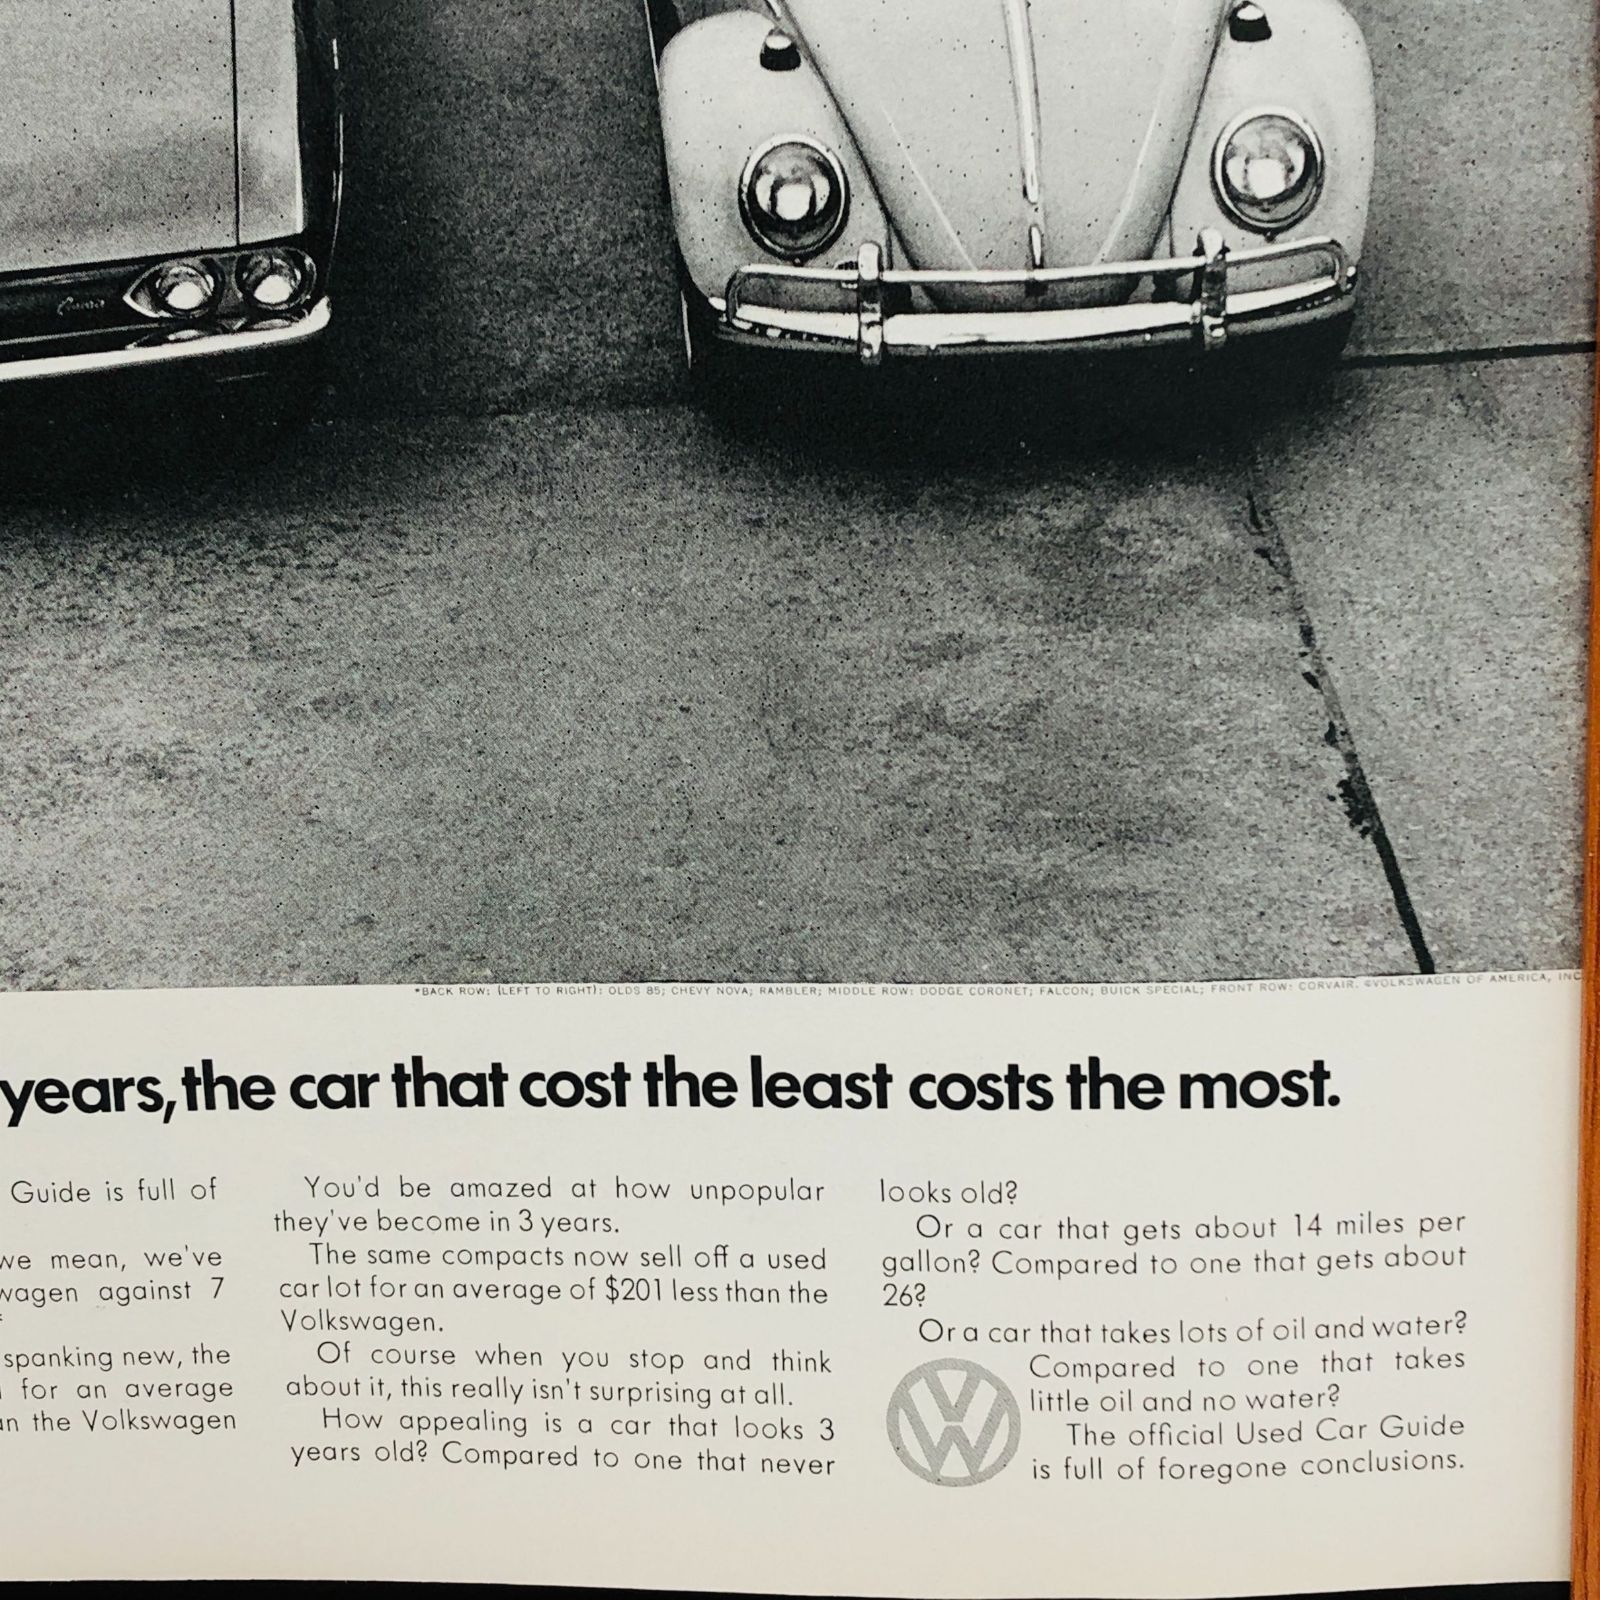 Corvair
*BACK ROW: (LEFT TO RIGHT): OLDS 85; CHEVY NOVA; RAMBLER; MIDDLE ROW: DODGE CORONET; FALCON; BUICK SPECIAL; FRONT ROW: CORVAIR. ©VOLKSWAGEN OF AMERICA, INC
years, the car that cost the least costs the most.
Guide is full of
we mean, we've
wagen against 7
spanking new, the
for an average
an the Volkswagen
You'd be amazed at how unpopular
they've become in 3 years.
The same compacts now sell off a used
car lot for an average of $201 less than the
Volkswagen.
Of course when you stop and think
about it, this really isn't surprising at all.
How appealing is a car that looks 3
years old? Compared to one that never
looks old?
Or a car that gets about 14 miles per
gallon? Compared to one that gets about
26?
Or a car that takes lots of oil and water?
Compared to one that takes
little oil and no water?
The official Used Car Guide
is full of foregone conclusions.